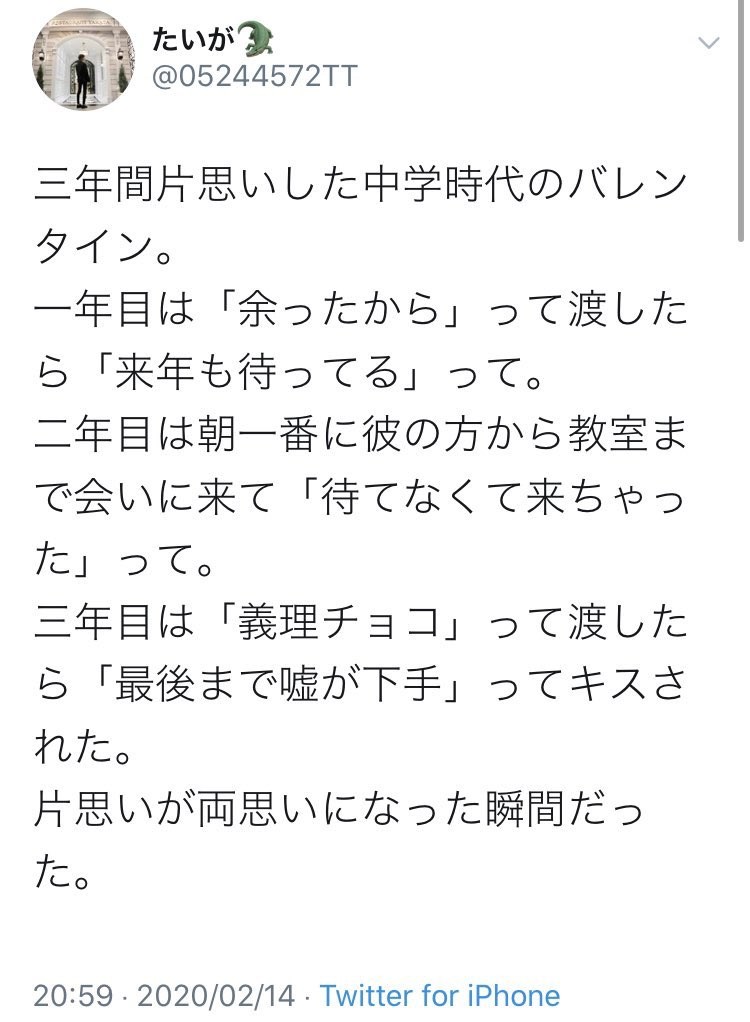 たいが🐊
@05244572TT
三年間片思いした中学時代のバレン
タイン。
一年目は「余ったから」って渡した
ら「来年も待ってる」って。
二年目は朝一番に彼の方から教室ま
で会いに来て「待てなくて来ちゃっ
た」って。
三年目は「義理チョコ」って渡した
ら「最後まで嘘が下手」ってキスさ
れた。
片思いが両思いになった瞬間だっ
た。
20:59 · 2020/02/14 · Twitter for iPhone